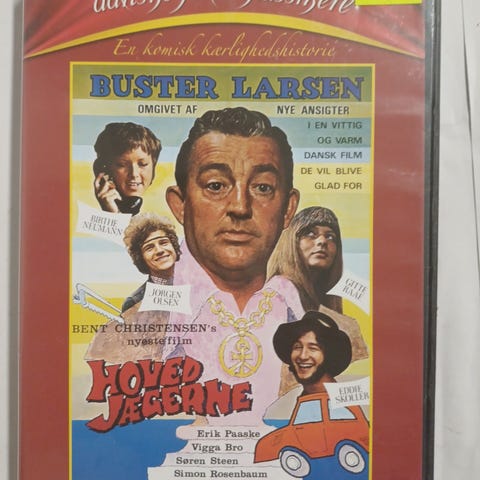 En komisk kærlighedshistorie
BUSTER LARSEN
OMGIVET AF NYE ANSIGTER
I EN VITTIG
OG VARM
DANSK FILM
DE VIL BLIVE
GLAD FOR
BIRTHE
NEUMANN
JØRGEN
OLSEN
GITTE
RAAF
BENT CHRISTENSEN's
nyeste film
HOVED
JÆGERNE
EDDIE
SKOLLER
Erik Paaske
Vigga Bro
Søren Steen
Simon Rosenbaum